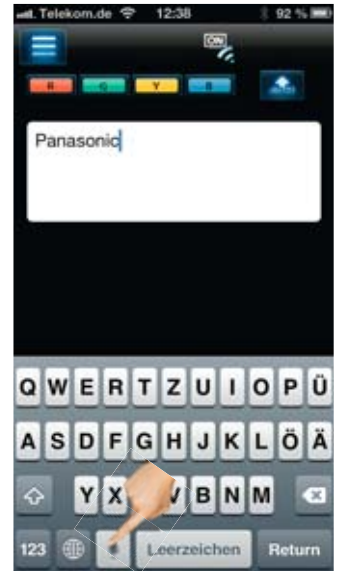 Telekom.de 12:38 92 %
ON
R G Y B
Panasonic
Q W E R T Z U I O P Ü
A S D F G H J K L Ö Ä
Y X V B N M
123 Leerzeichen Return